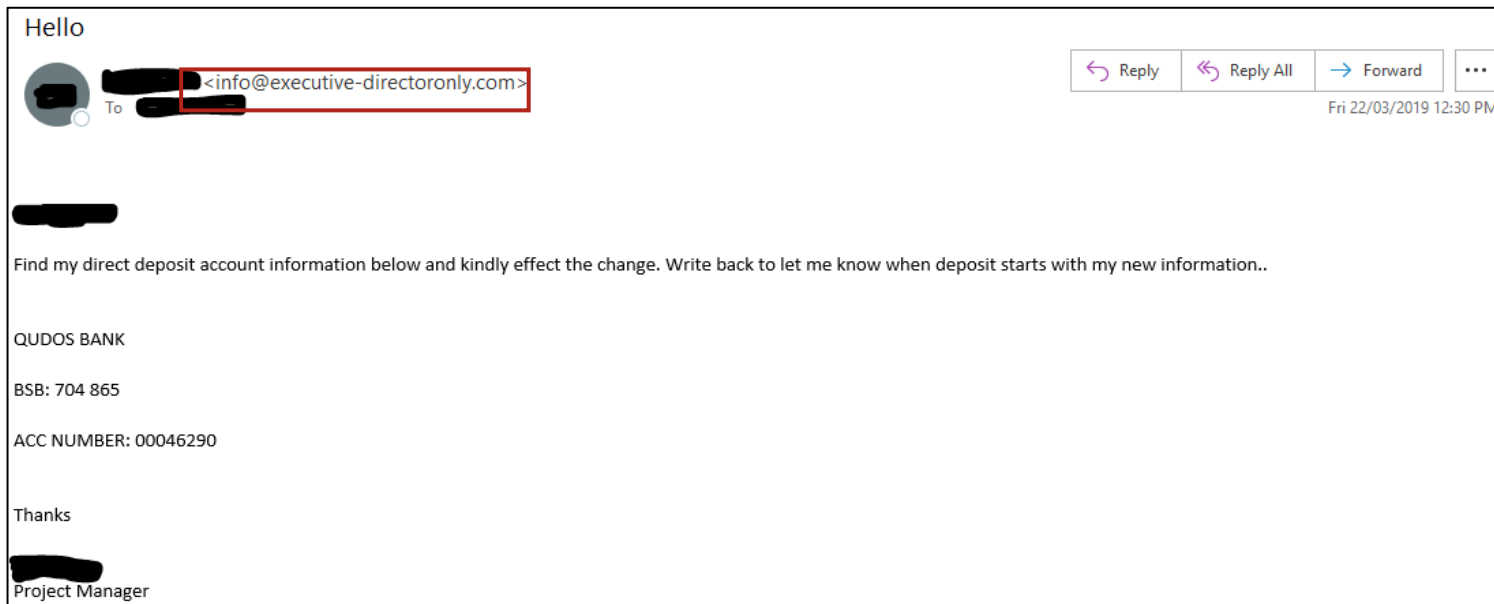 Hello
<info@executive-directoronly.com>
Reply
Reply All
Forward
To
Fri 22/03/2019 12:30 PM
Find my direct deposit account information below and kindly effect the change. Write back to let me know when deposit starts with my new information..
QUDOS BANK
BSB: 704 865
ACC NUMBER: 00046290
Thanks
Project Manager